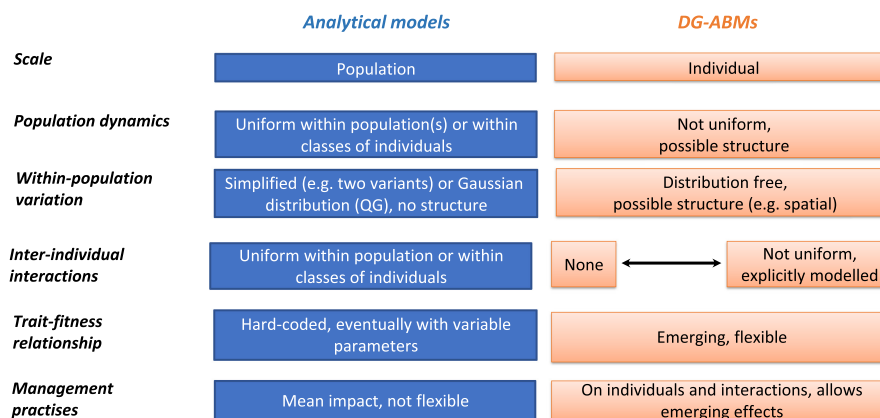 Analytical models
DG-ABMs
Scale
Population
Individual
Population dynamics
Uniform within population(s) or within
classes of individuals
Not uniform,
possible structure
Within-population
variation
Simplified (e.g. two variants) or Gaussian
distribution (QG), no structure
Distribution free,
possible structure (e.g. spatial)
Inter-individual
interactions
Uniform within population or within
classes of individuals
None
Not uniform,
explicitly modelled
Trait-fitness
relationship
Hard-coded, eventually with variable
parameters
Emerging, flexible
Management
practises
Mean impact, not flexible
On individuals and interactions, allows
emerging effects